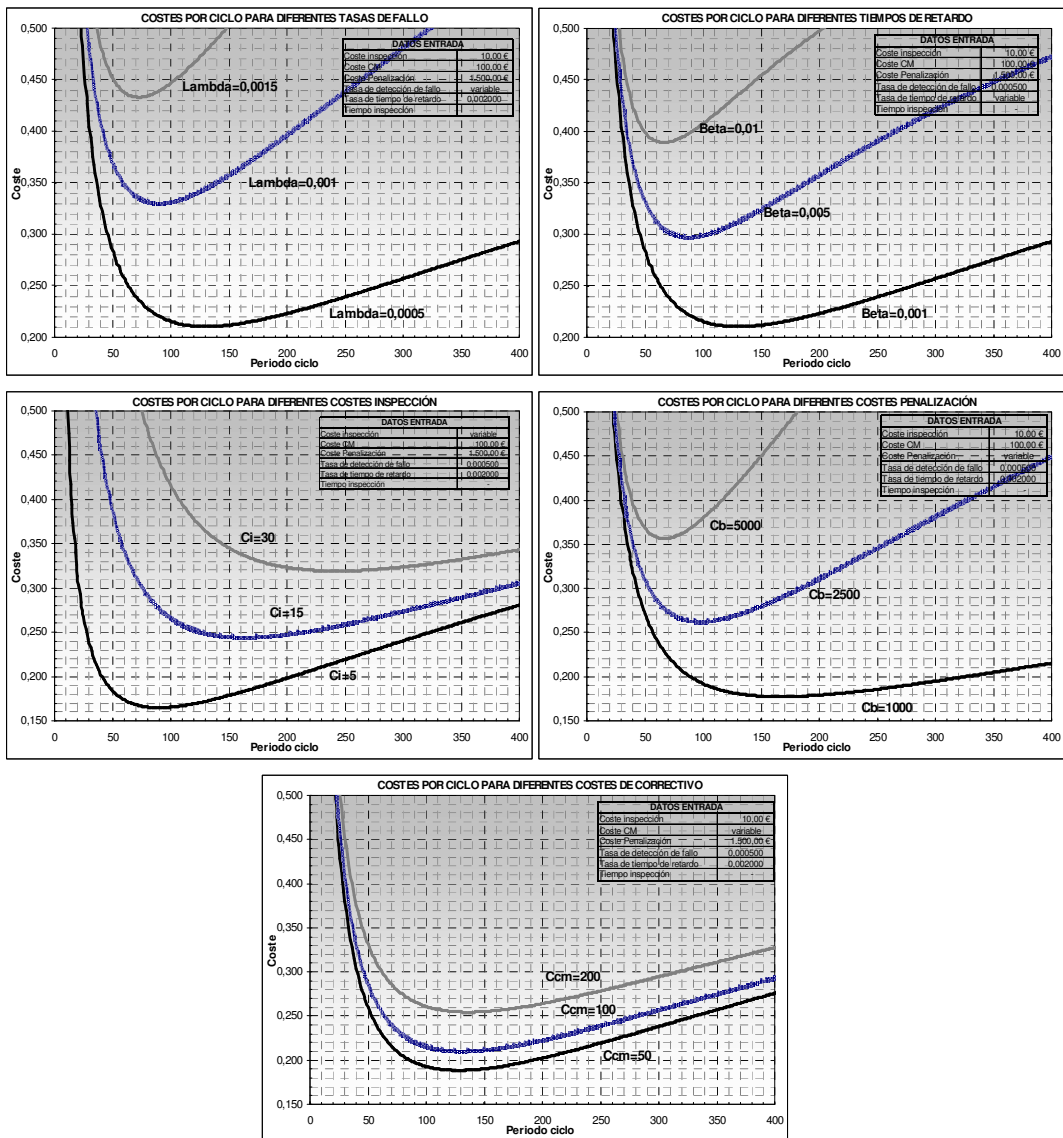 COSTES POR CICLO PARA DIFERENTES TASAS DE FALLO
0,500
0,450
0,400
0,350
0,300
0,250
0,200
Coste
0
50
100
150
200
250
300
350
400
Periodo ciclo
DATOS ENTRADA
Coste inspección 10,00 €
Coste CM 100,00 €
Coste Penalización 1.500,00 €
Tasa de detección de fallo variable
Tasa de tiempo de retardo 0,002000
Tiempo inspección -
Lambda=0,0015
Lambda=0,001
Lambda=0,0005
COSTES POR CICLO PARA DIFERENTES TIEMPOS DE RETARDO
0,500
0,450
0,400
0,350
0,300
0,250
0,200
Coste
0
50
100
150
200
250
300
350
400
Periodo ciclo
DATOS ENTRADA
Coste inspección 10,00 €
Coste CM 100,00 €
Coste Penalización 1.500,00 €
Tasa de detección de fallo 0,000500
Tasa de tiempo de retardo variable
Tiempo inspección -
Beta=0,01
Beta=0,005
Beta=0,001
COSTES POR CICLO PARA DIFERENTES COSTES INSPECCIÓN
0,500
0,450
0,400
0,350
0,300
0,250
0,200
0,150
Coste
0
50
100
150
200
250
300
350
400
Periodo ciclo
DATOS ENTRADA
Coste inspección variable
Coste CM 100,00 €
Coste Penalización 1.500,00 €
Tasa de detección de fallo 0,000500
Tasa de tiempo de retardo 0,002000
Tiempo inspección -
Ci=30
Ci=15
Ci=5
COSTES POR CICLO PARA DIFERENTES COSTES PENALIZACIÓN
0,500
0,450
0,400
0,350
0,300
0,250
0,200
0,150
Coste
0
50
100
150
200
250
300
350
400
Periodo ciclo
DATOS ENTRADA
Coste inspección 10,00 €
Coste CM 100,00 €
Coste Penalización variable
Tasa de detección de fallo 0,000500
Tasa de tiempo de retardo 0,002000
Tiempo inspección -
Cb=5000
Cb=2500
Cb=1000
COSTES POR CICLO PARA DIFERENTES COSTES DE CORRECTIVO
0,500
0,450
0,400
0,350
0,300
0,250
0,200
0,150
Coste
0
50
100
150
200
250
300
350
400
Periodo ciclo
DATOS ENTRADA
Coste inspección 10,00 €
Coste CM variable
Coste Penalización 1.500,00 €
Tasa de detección de fallo 0,000500
Tasa de tiempo de retardo 0,002000
Tiempo inspección -
Ccm=200
Ccm=100
Ccm=50